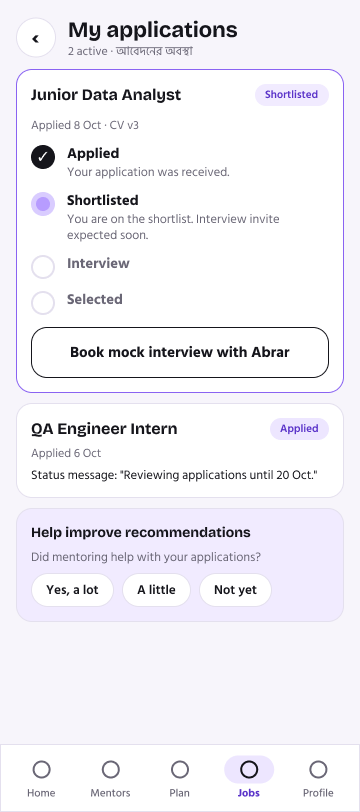 My applications
2 active · আবেদনের অবস্থা
Junior Data Analyst
Shortlisted
Applied 8 Oct · CV v3
Applied
Your application was received.
Shortlisted
You are on the shortlist. Interview invite
expected soon.
Interview
Selected
Book mock interview with Abrar
QA Engineer Intern
Applied
Applied 6 Oct
Status message: "Reviewing applications until 20 Oct."
Help improve recommendations
Did mentoring help with your applications?
Yes, a lot
A little
Not yet
Home
Mentors
Plan
Jobs
Profile